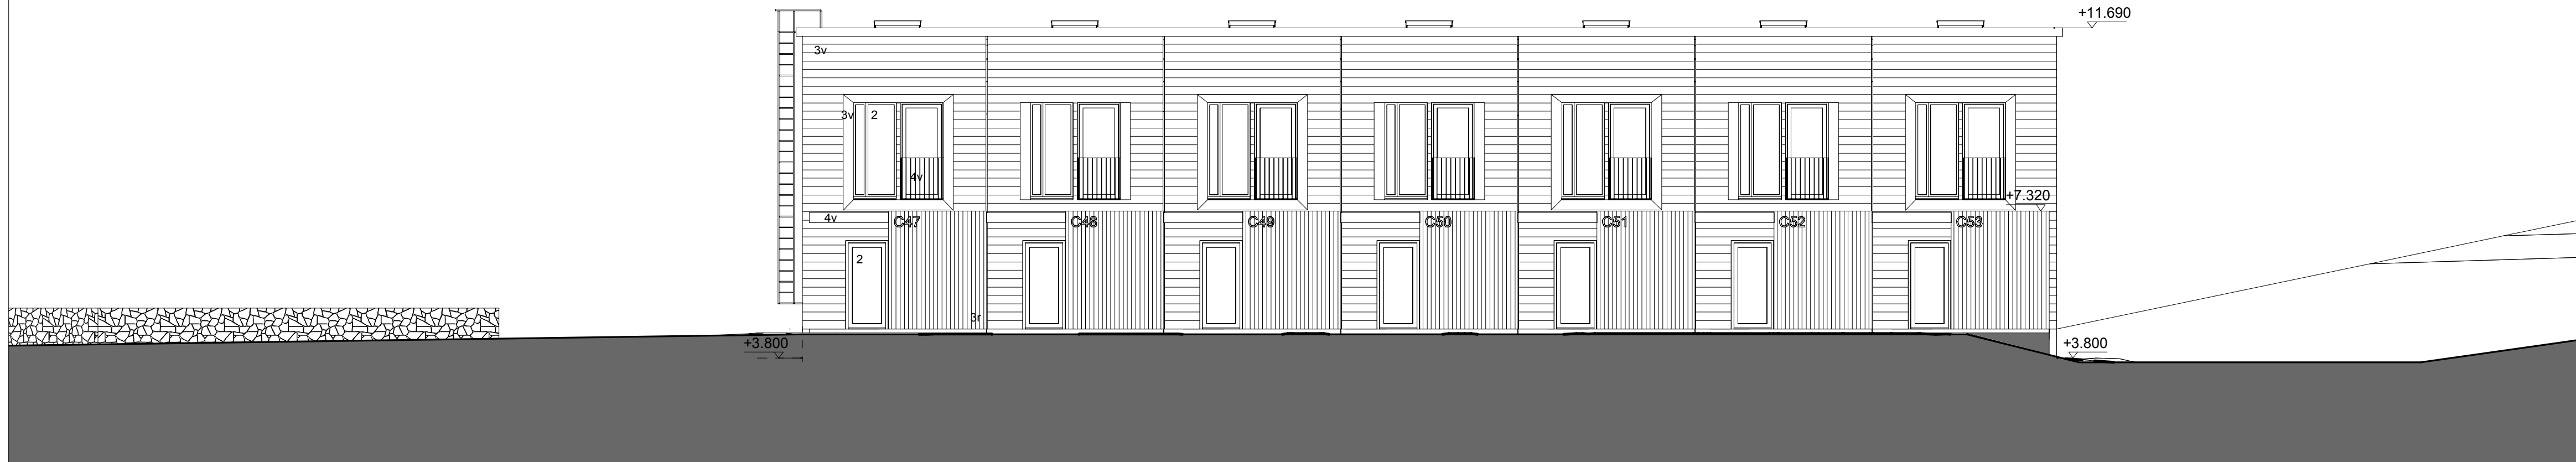 +11.690
3v
3v
2
4v
+7.320
4v
C47
C48
C49
C50
C51
C52
C53
2
3r
+3.800
+3.800